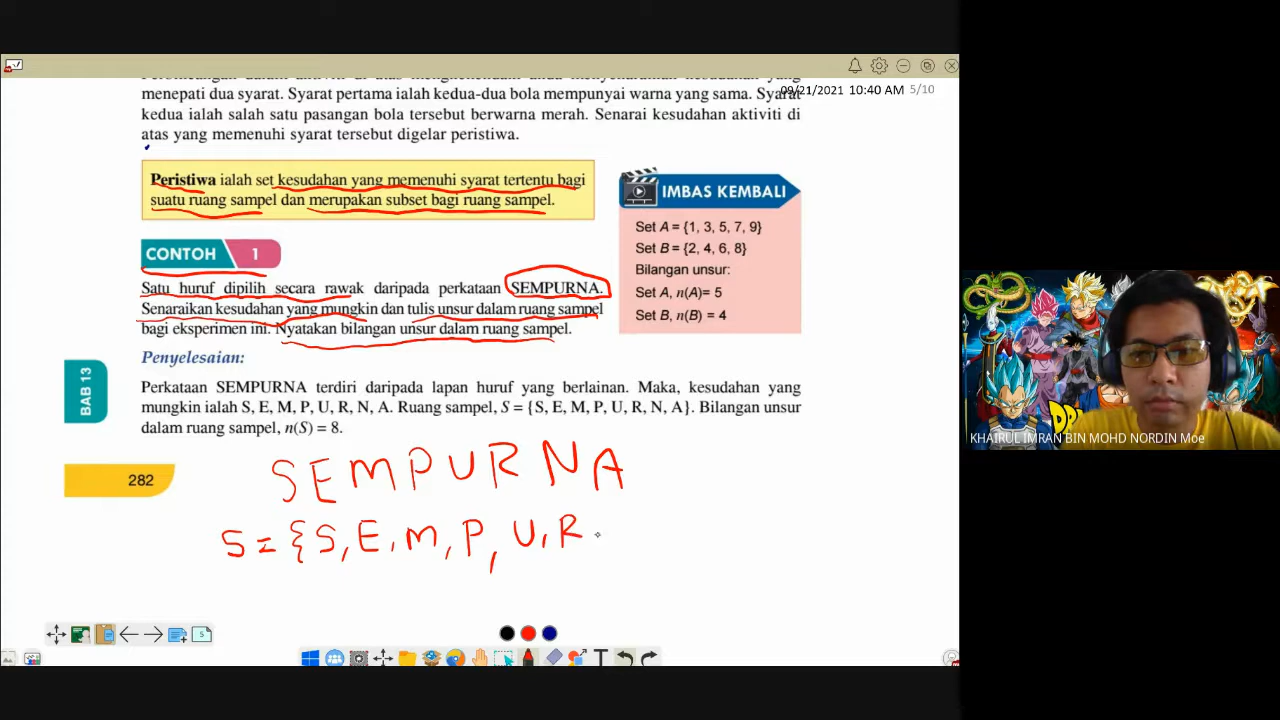 menepati dua syarat. Syarat pertama ialah kedua-dua bola mempunyai warna yang sama. Syarat
09/21/2021 10:40 AM 5/10
kedua ialah salah satu pasangan bola tersebut berwarna merah. Senarai kesudahan aktiviti di
atas yang memenuhi syarat tersebut digelar peristiwa.
Peristiwa ialah set kesudahan yang memenuhi syarat tertentu bagi
suatu ruang sampel dan merupakan subset bagi ruang sampel.
IMBAS KEMBALI
Set A = {1, 3, 5, 7, 9}
Set B = {2, 4, 6, 8}
Bilangan unsur:
Set A, n(A)= 5
Set B, n(B) = 4
CONTOH 1
Satu huruf dipilih secara rawak daripada perkataan SEMPURNA.
Senaraikan kesudahan yang mungkin dan tulis unsur dalam ruang sampel
bagi eksperimen ini. Nyatakan bilangan unsur dalam ruang sampel.
Penyelesaian:
Perkataan SEMPURNA terdiri daripada lapan huruf yang berlainan. Maka, kesudahan yang
mungkin ialah S, E, M, P, U, R, N, A. Ruang sampel, S = {S, E, M, P, U, R, N, A}. Bilangan unsur
dalam ruang sampel, n(S) = 8.
BAB 13
282
SEMPURNA
S = {S, E, M, P, U, R
KHAIRUL IMRAN BIN MOHD NORDIN Moe